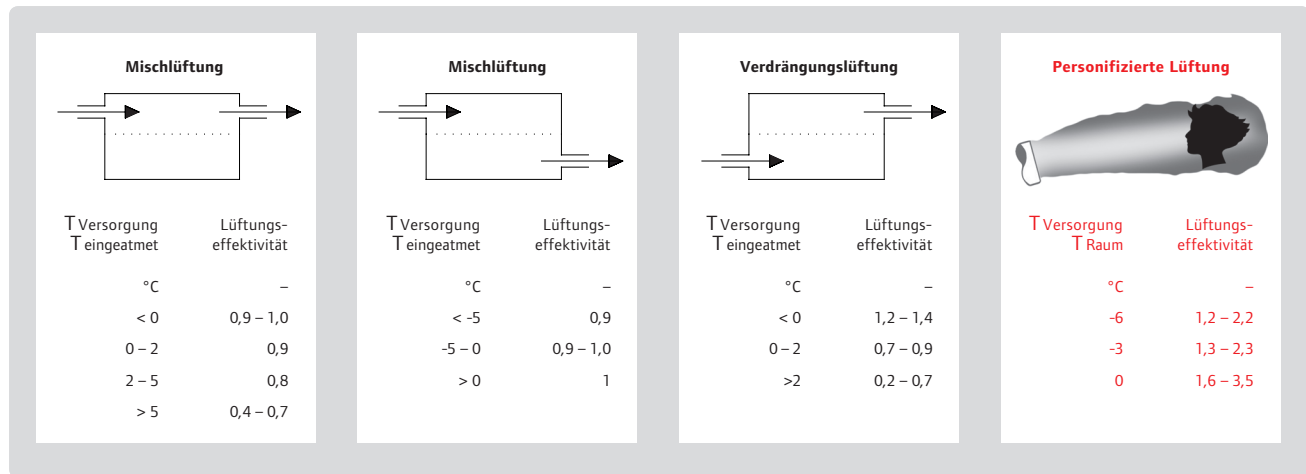 Mischlüftung
T Versorgung Lüftungs-
T eingeatmet effektivität
°C –
< 0 0,9 – 1,0
0 – 2 0,9
2 – 5 0,8
> 5 0,4 – 0,7
Mischlüftung
T Versorgung Lüftungs-
T eingeatmet effektivität
°C –
< -5 0,9
-5 – 0 0,9 – 1,0
> 0 1
Verdrängungslüftung
T Versorgung Lüftungs-
T eingeatmet effektivität
°C –
< 0 1,2 – 1,4
0 – 2 0,7 – 0,9
>2 0,2 – 0,7
Personifizierte Lüftung
T Versorgung Lüftungs-
T Raum effektivität
°C –
-6 1,2 – 2,2
-3 1,3 – 2,3
0 1,6 – 3,5